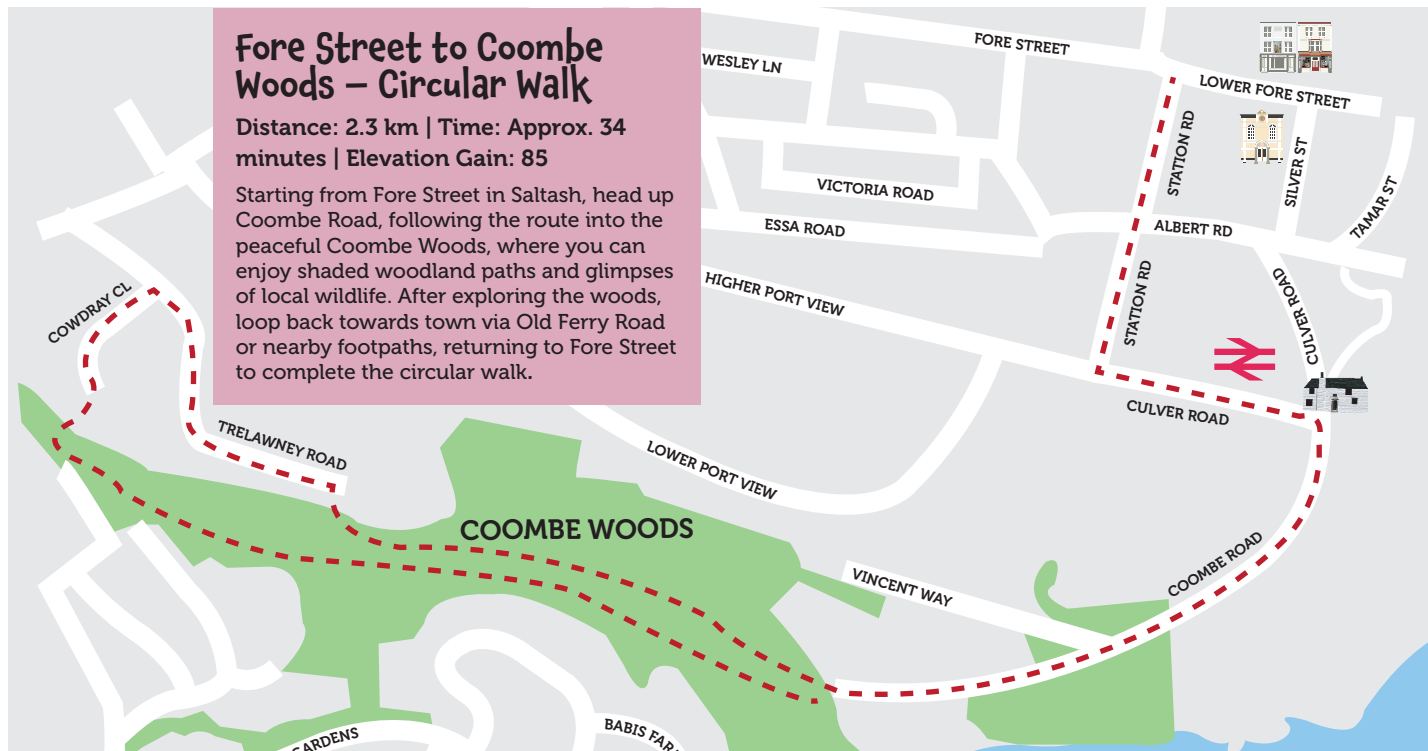 Fore Street to Coombe
Woods – Circular Walk
Distance: 2.3 km | Time: Approx. 34
minutes | Elevation Gain: 85
Starting from Fore Street in Saltash, head up
Coombe Road, following the route into the
peaceful Coombe Woods, where you can
enjoy shaded woodland paths and glimpses
of local wildlife. After exploring the woods,
loop back towards town via Old Ferry Road
or nearby footpaths, returning to Fore Street
to complete the circular walk.
WESLEY LN
FORE STREET
LOWER FORE STREET
STATION RD
SILVER ST
TAMAR ST
VICTORIA ROAD
ESSA ROAD
ALBERT RD
HIGHER PORT VIEW
STATION RD
CULVER ROAD
COWDRAY CL
CULVER ROAD
TRELAWNEY ROAD
LOWER PORT VIEW
COOMBE WOODS
VINCENT WAY
COOMBE ROAD
GARDENS
BABIS FAR